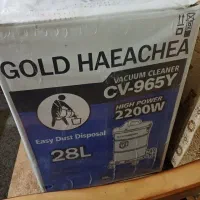 GOLD HAEACHEA
VACUUM CLEANER
CV-965Y
HIGH POWER
2200W
Easy Dust Disposal
28L